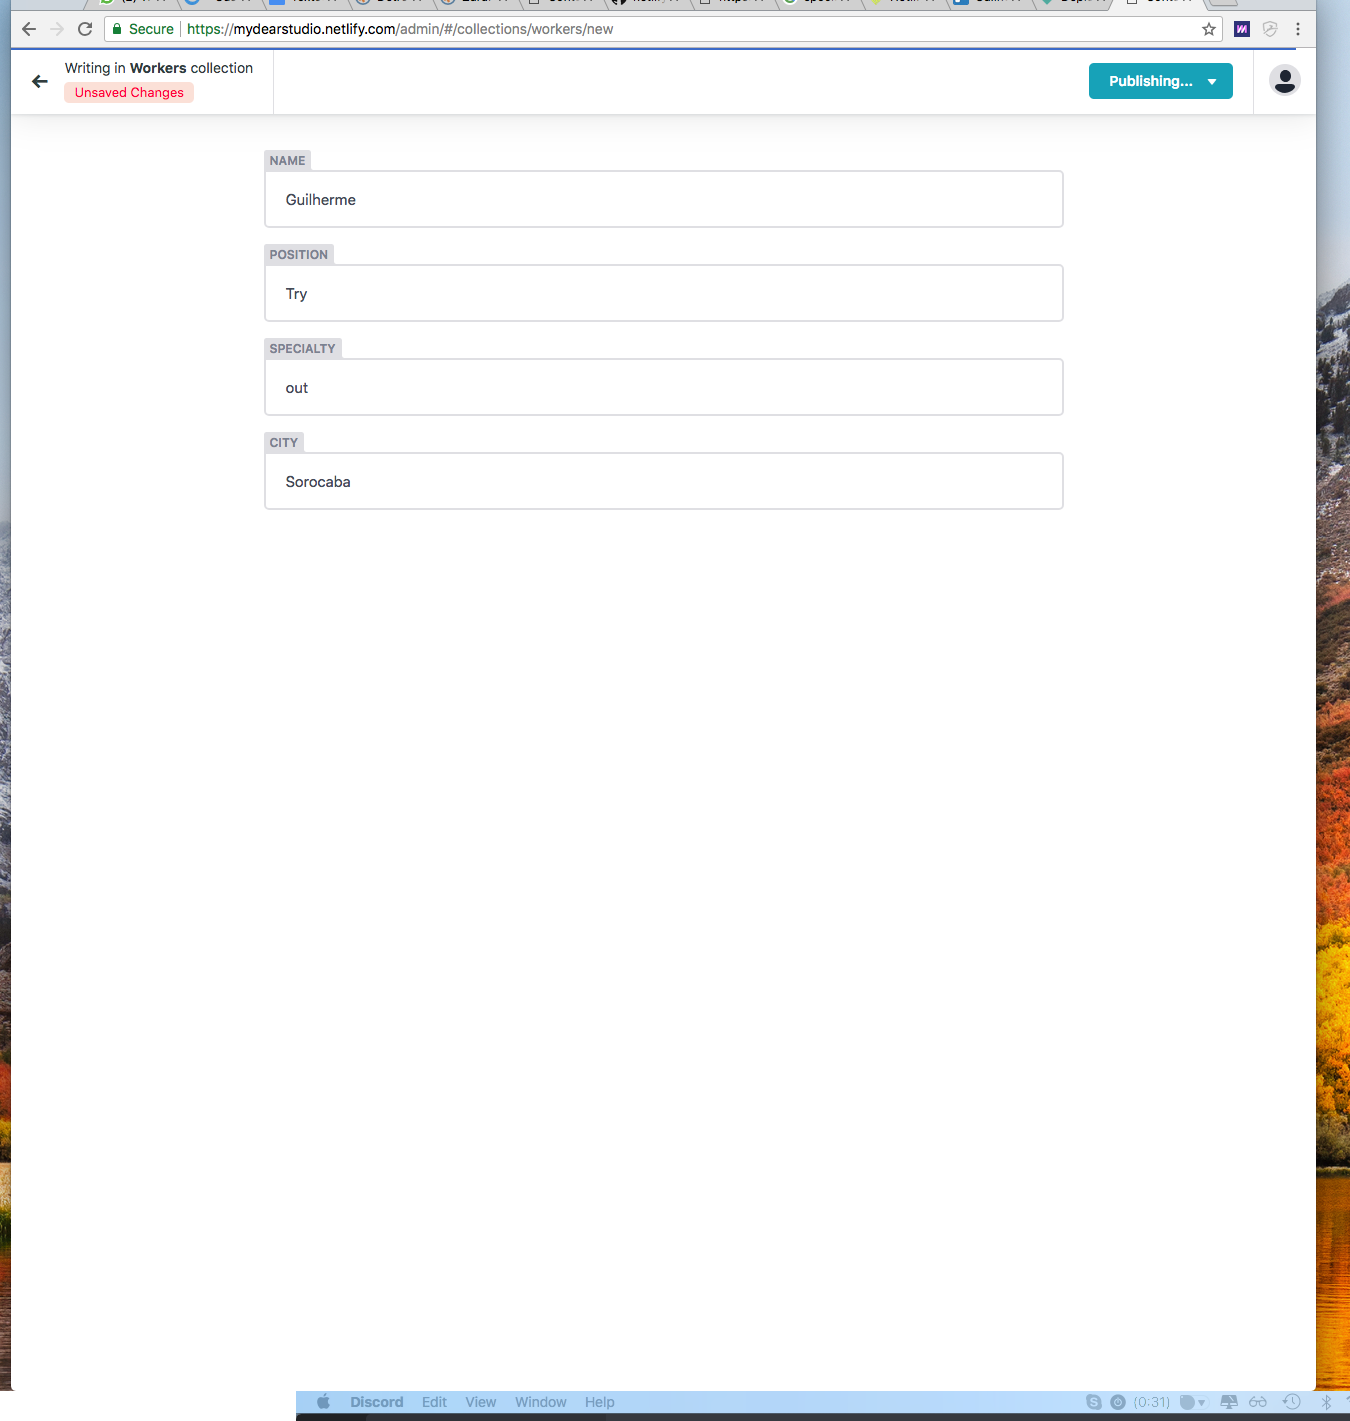 Secure https://mydearstudio.netlify.com/admin/#/collections/workers/new
Writing in Workers collection
Unsaved Changes
Publishing...
NAME
Guilherme
POSITION
Try
SPECIALTY
out
CITY
Sorocaba
Discord Edit View Window Help (0:31)